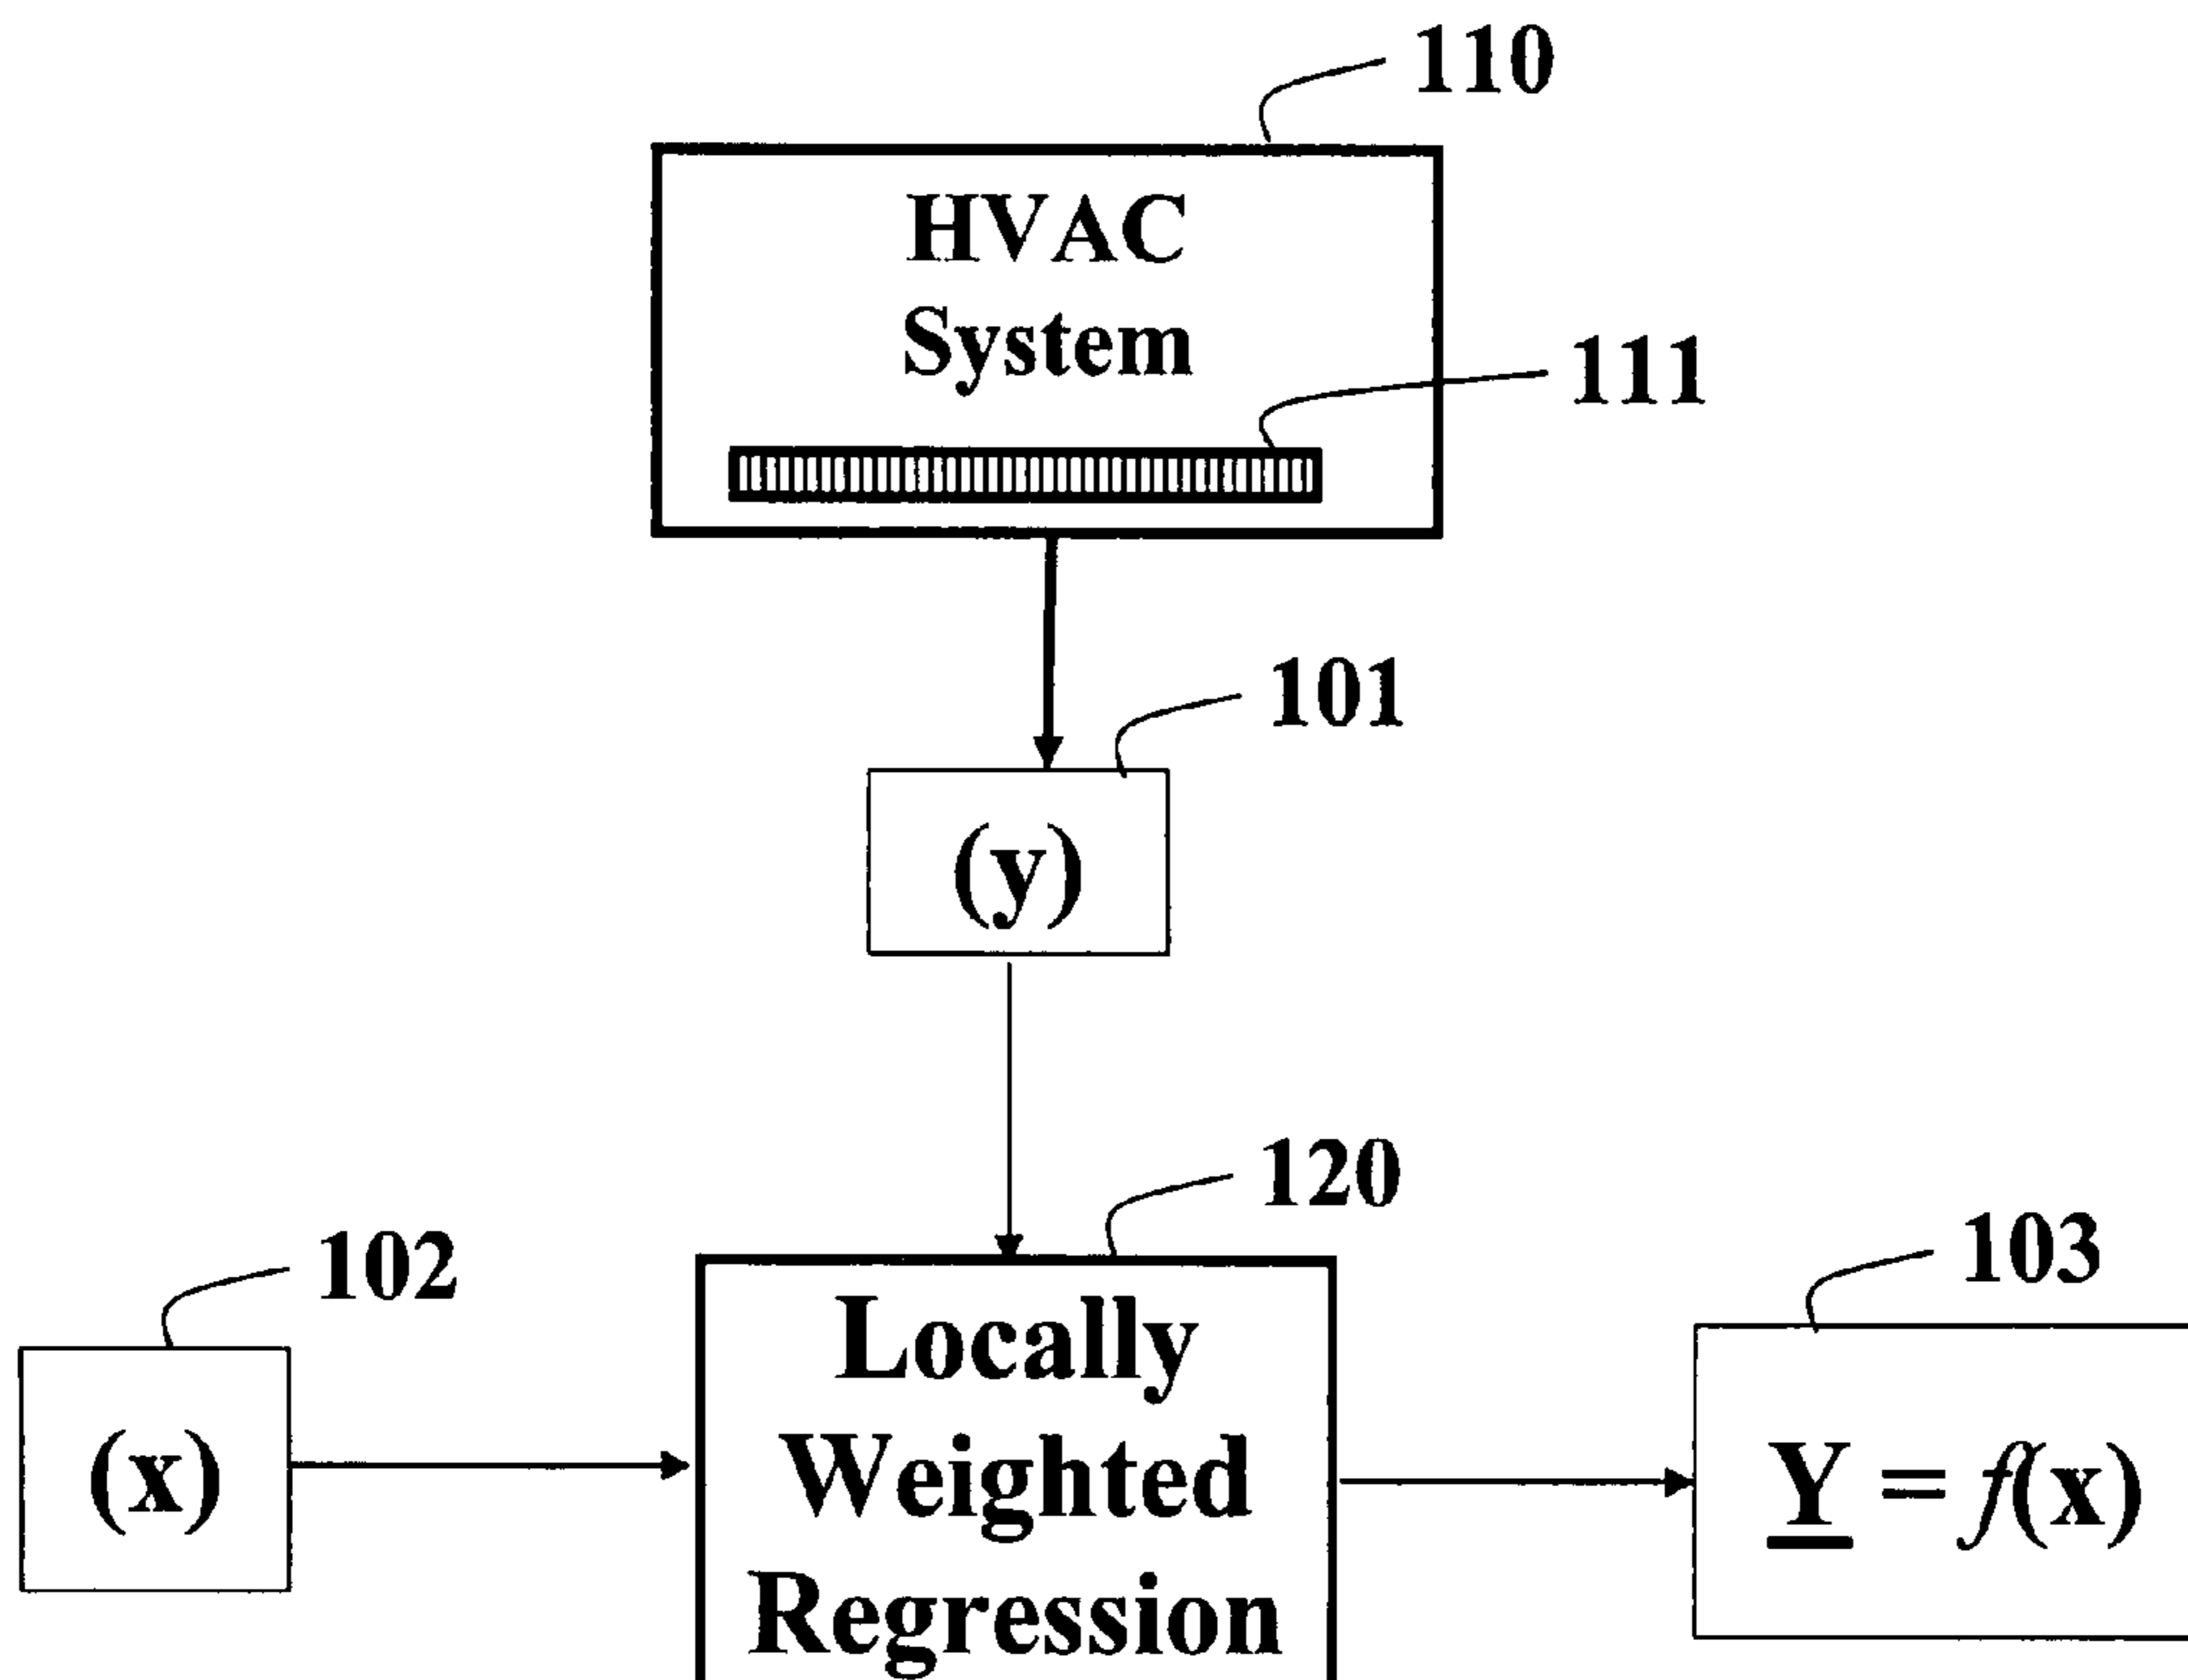 110
HVAC
System
111
101
(y)
120
102
103
Locally
Weighted
Regression
(x)
Y = f(x)